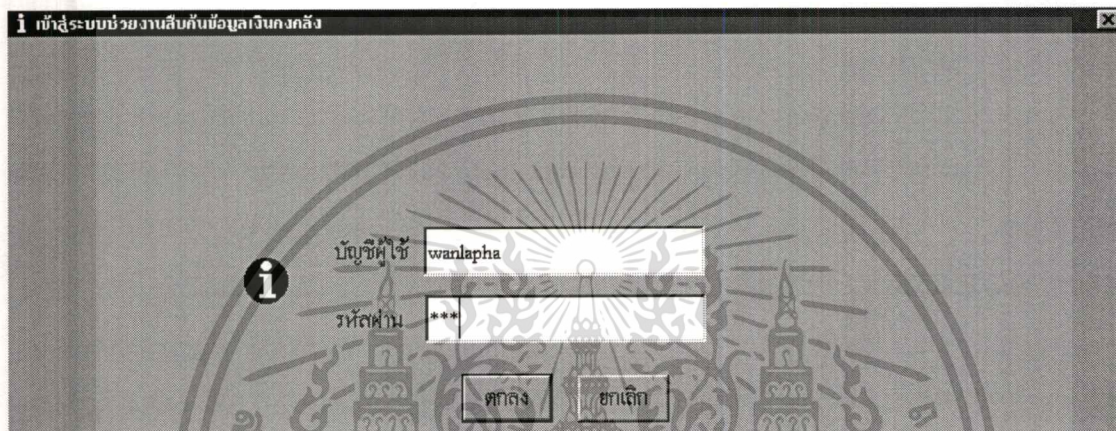 i เข้าสู่ระบบช่วยงานสืบค้นข้อมูลเงินคงคลัง
บัญชีผู้ใช้ wanlapha
รหัสผ่าน ***
ตกลง ยกเลิก